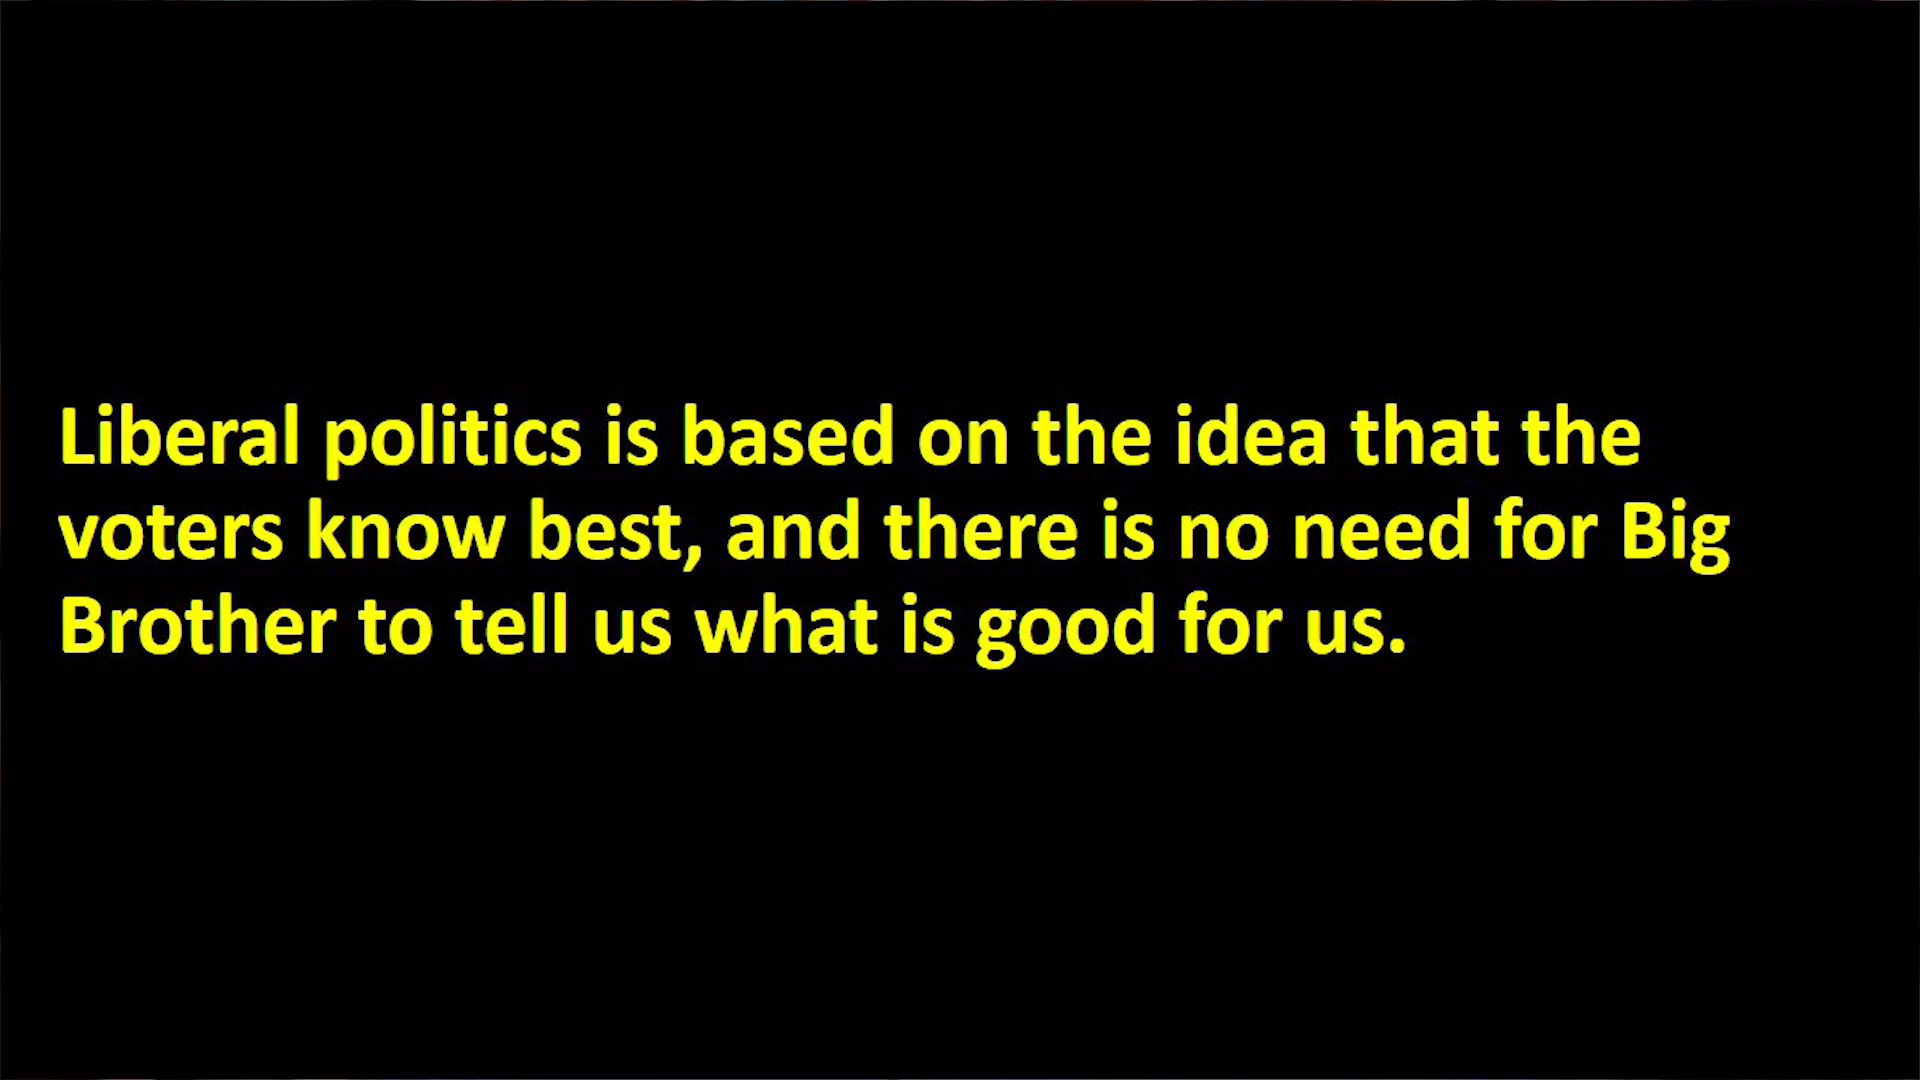 Liberal politics is based on the idea that the
voters know best, and there is no need for Big
Brother to tell us what is good for us.